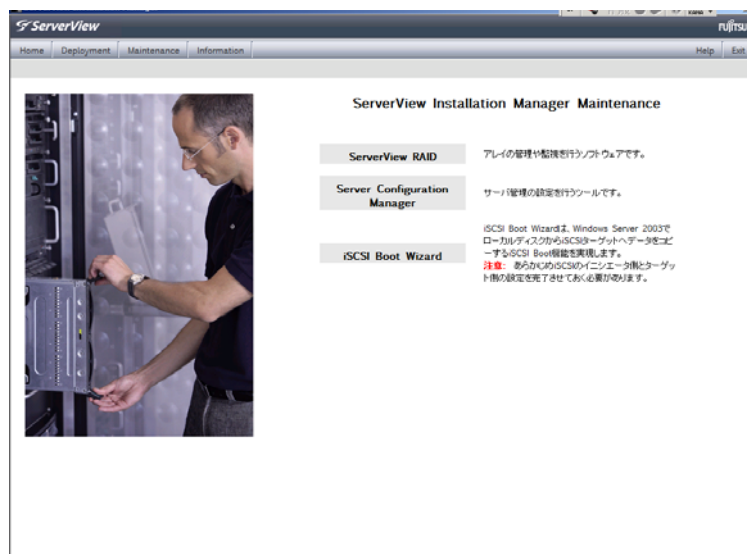 ServerView
FUJITSU
Home Deployment Maintenance Information Help Exit
ServerView Installation Manager Maintenance
ServerView RAID
アレイの管理や監視を行うソフトウェアです。
Server Configuration
Manager
サーバ管理の設定を行うツールです。
iSCSI Boot Wizard
iSCSI Boot Wizardは、Windows Server 2003で
ローカルディスクからiSCSIターゲットへデータをコピ
ーするiSCSI Boot機能を実現します。
注意: あらかじめiSCSIのイニシエータ側とターゲッ
ト側の設定を完了させておく必要があります。